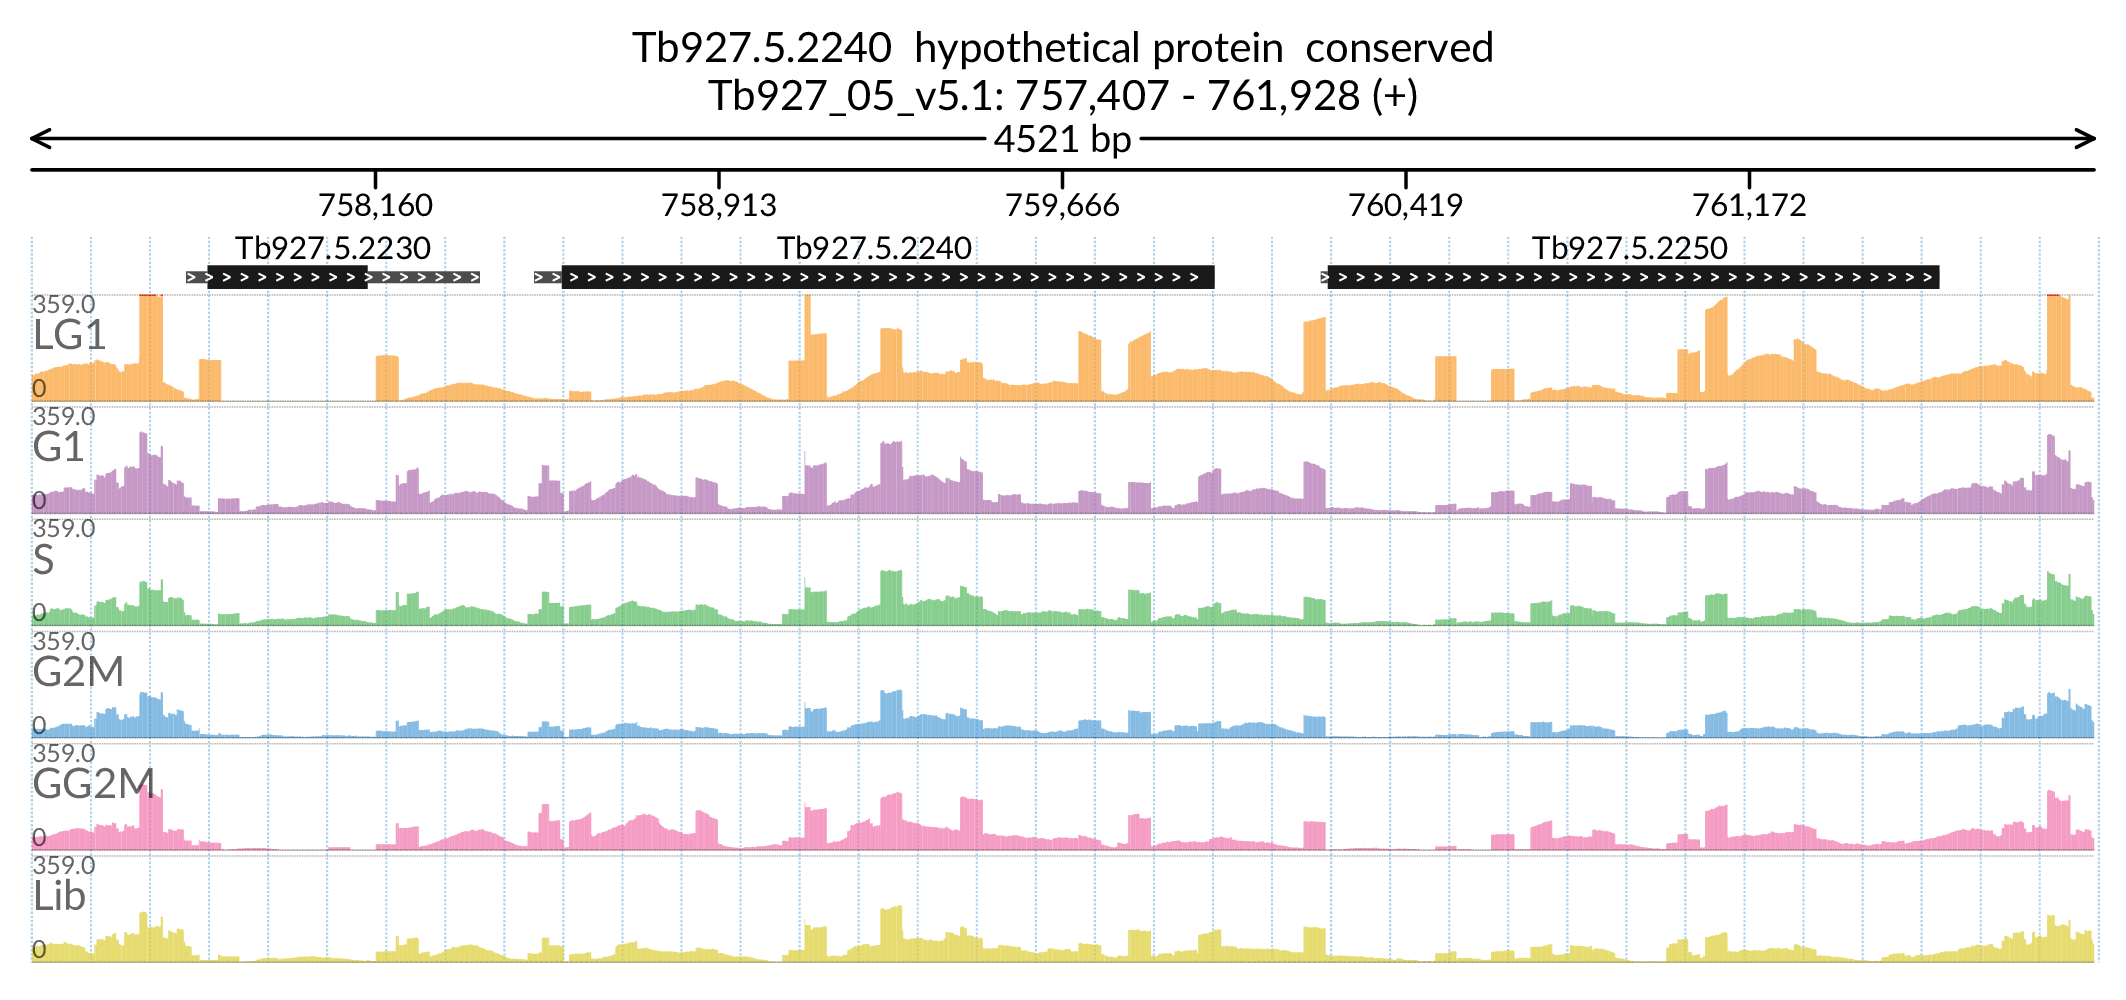 Tb927.5.2240  hypothetical protein  conserved
Tb927_05_v5.1: 757,407 - 761,928 (+)
4521 bp
758,160 758,913 759,666 760,419 761,172
Tb927.5.2230 Tb927.5.2240 Tb927.5.2250
359.0
LG1
0
359.0
G1
0
359.0
S
0
359.0
G2M
0
359.0
GG2M
0
359.0
Lib
0